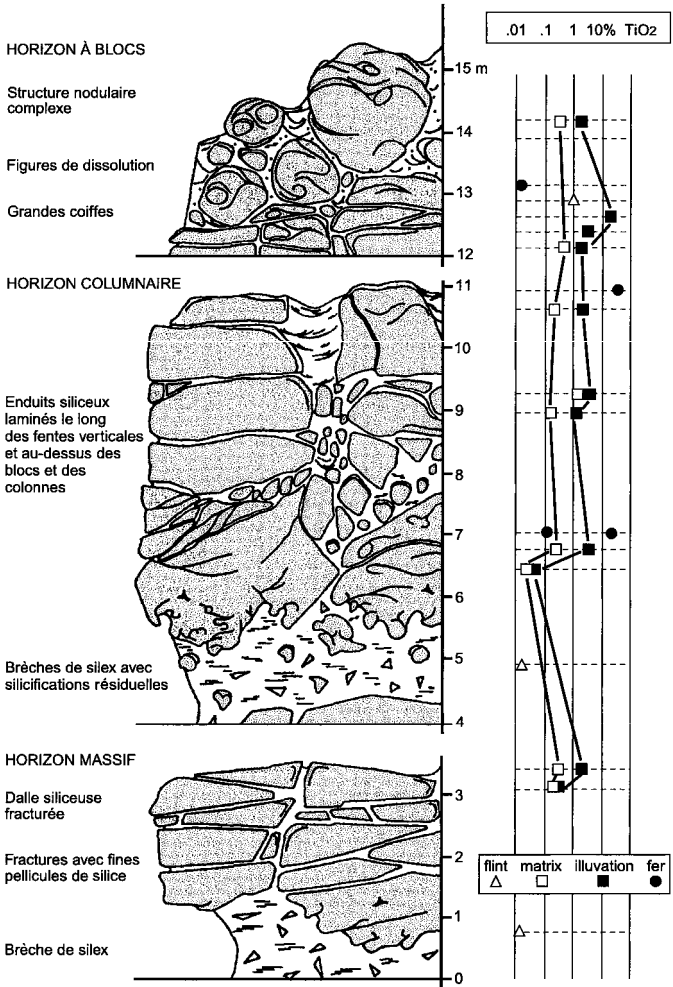 .01 .1 1 10% TiO2
HORIZON À BLOCS
Structure nodulaire
complexe
Figures de dissolution
Grandes coiffes
15 m
14
13
12
HORIZON COLUMNAIRE
Enduits siliceux
laminés le long
des fentes verticales
et au-dessus des
blocs et des
colonnes
Brèches de silex avec
silicifications résiduelles
11
10
9
8
7
6
5
4
HORIZON MASSIF
Dalle siliceuse
fracturée
Fractures avec fines
pellicules de silice
Brèche de silex
3
2
1
0
flint matrix illuvation fer